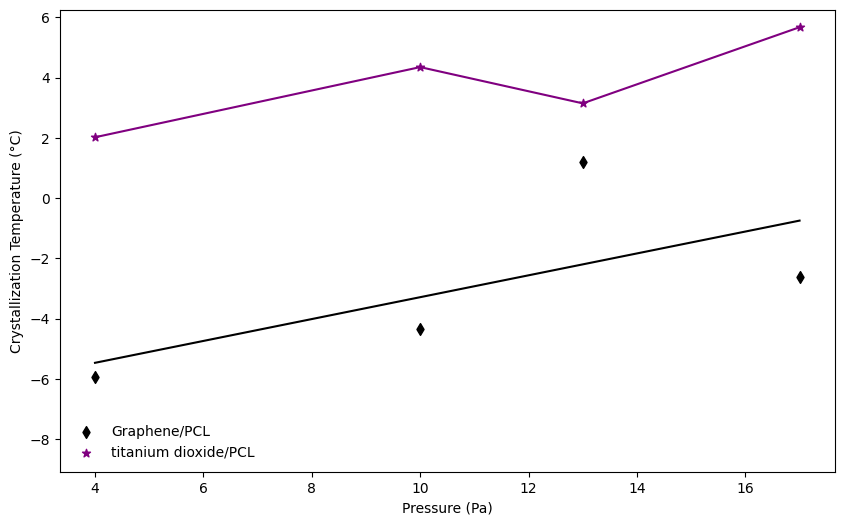 6
4
2
0
−2
−4
−6
−8
Crystallization Temperature (°C)
Graphene/PCL
titanium dioxide/PCL
4 6 8 10 12 14 16
Pressure (Pa)